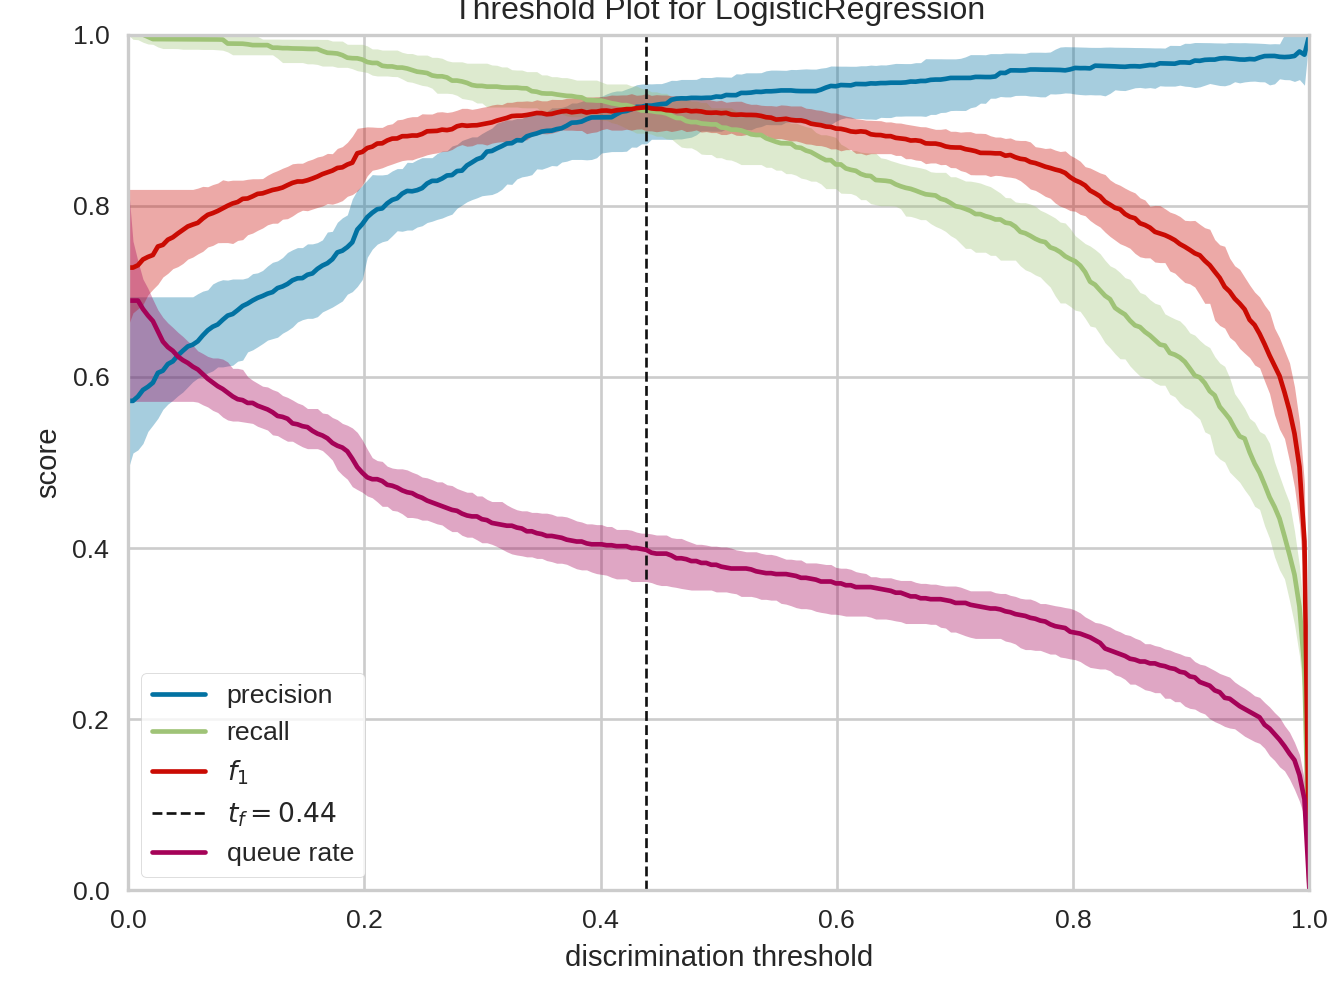 Threshold Plot for LogisticRegression
1.0
0.8
0.6
0.4
0.2
0.0
score
precision
recall
f1
tf = 0.44
queue rate
0.0 0.2 0.4 0.6 0.8 1.0
discrimination threshold